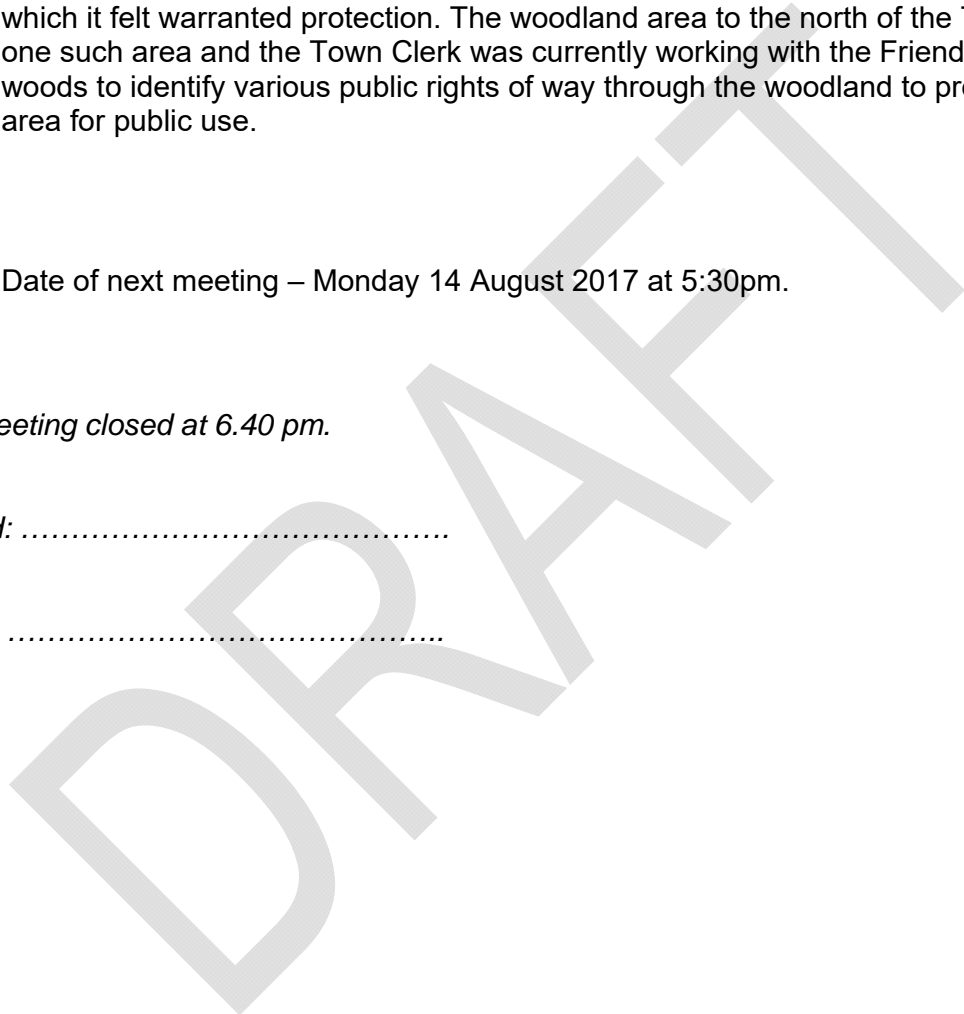 which it felt warranted protection. The woodland area to the north of the
one such area and the Town Clerk was currently working with the Friend
woods to identify various public rights of way through the woodland to pr
area for public use.
Date of next meeting – Monday 14 August 2017 at 5:30pm.
eeting closed at 6.40 pm.
d: …………………………………….
……………………………………..
DRAFT